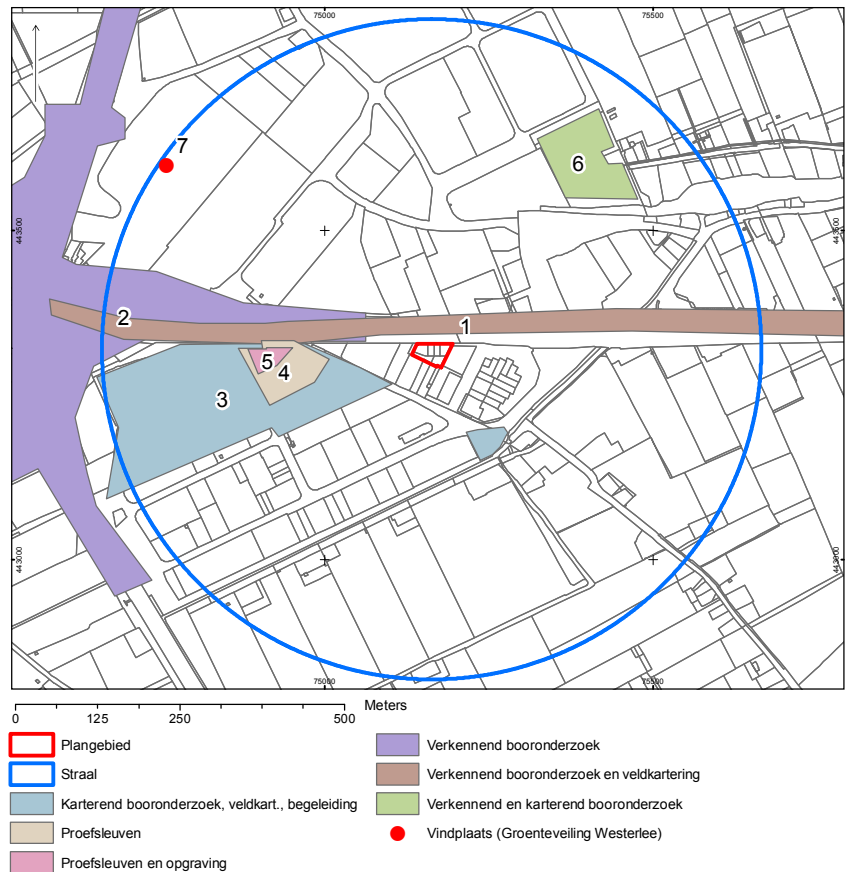 75000 75500
7
6
443500 443500
2 1
5 4
3
443000 443000
75000 75500
0 125 250 500 Meters
Plangebied
Straal
Karterend booronderzoek, veldkart., begeleiding
Proefsleuven
Proefsleuven en opgraving
Verkennend booronderzoek
Verkennend booronderzoek en veldkartering
Verkennend en karterend booronderzoek
Vindplaats (Groenteveiling Westerlee)